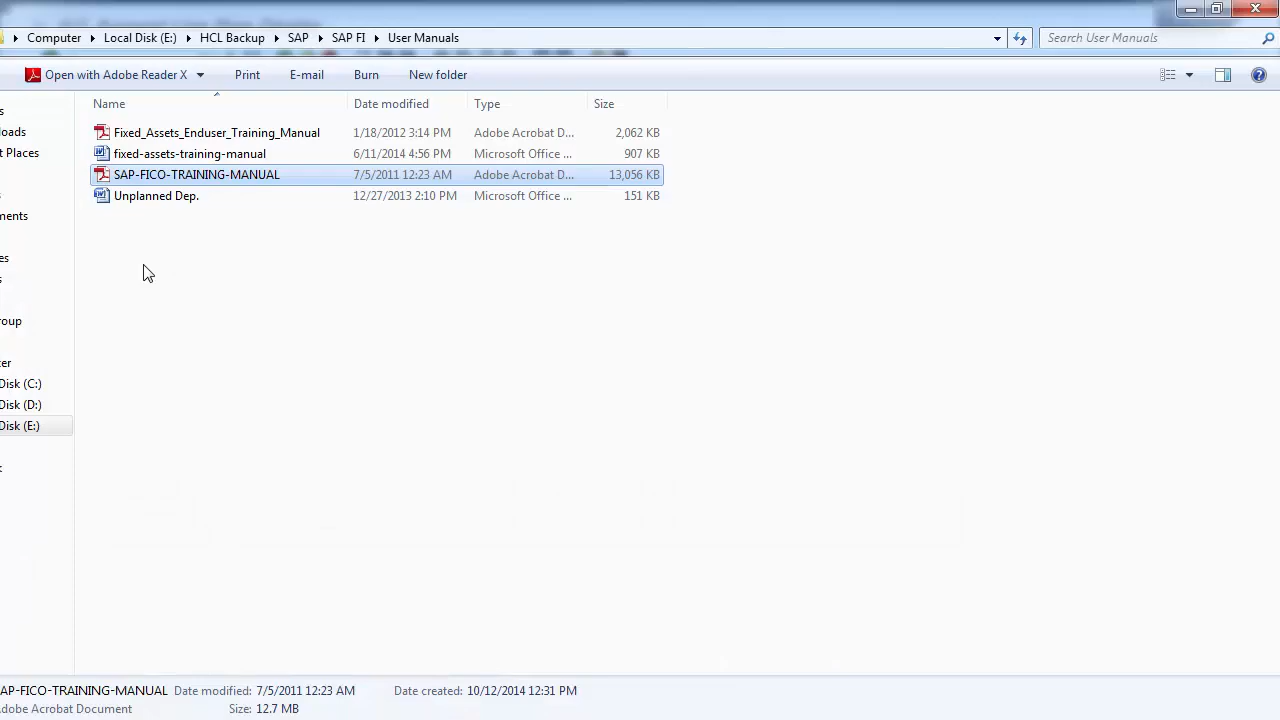 Computer Local Disk (E:) HCL Backup SAP SAP FI User Manuals Search User Manuals
Open with Adobe Reader X Print E-mail Burn New folder
Name Date modified Type Size
Fixed_Assets_Enduser_Training_Manual 1/18/2012 3:14 PM Adobe Acrobat D... 2,062 KB
fixed-assets-training-manual 6/11/2014 4:56 PM Microsoft Office ... 907 KB
SAP-FICO-TRAINING-MANUAL 7/5/2011 12:23 AM Adobe Acrobat D... 13,056 KB
Unplanned Dep. 12/27/2013 2:10 PM Microsoft Office ... 151 KB
s
oads
t Places
ments
es
s
roup
ter
Disk (C:)
Disk (D:)
Disk (E:)
AP-FICO-TRAINING-MANUAL Date modified: 7/5/2011 12:23 AM Date created: 10/12/2014 12:31 PM
dobe Acrobat Document Size: 12.7 MB